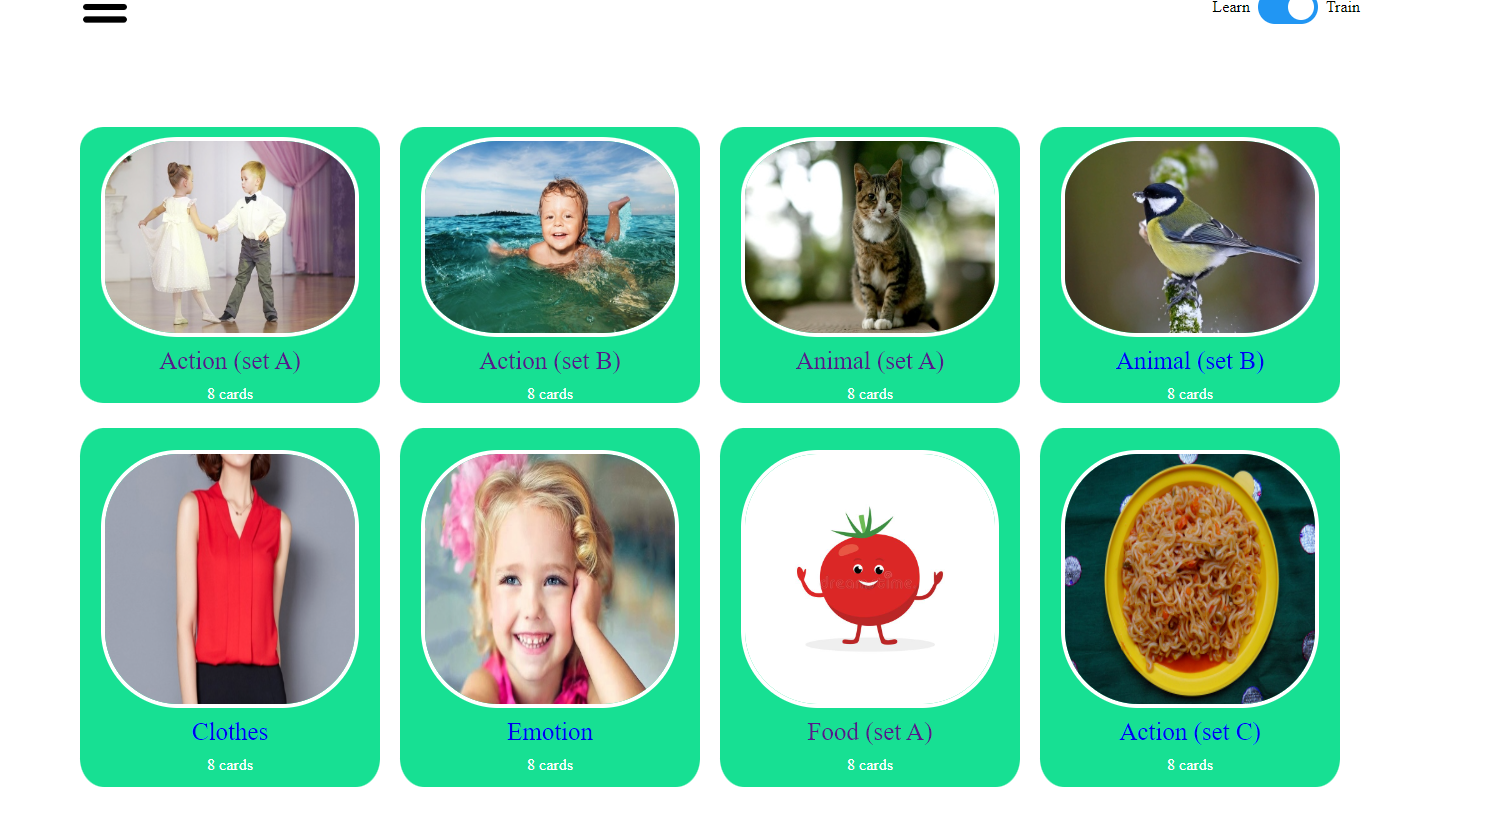 Learn Train
Action (set A)
8 cards
Action (set B)
8 cards
Animal (set A)
8 cards
Animal (set B)
8 cards
Clothes
8 cards
Emotion
8 cards
dreamstime
Food (set A)
8 cards
Action (set C)
8 cards